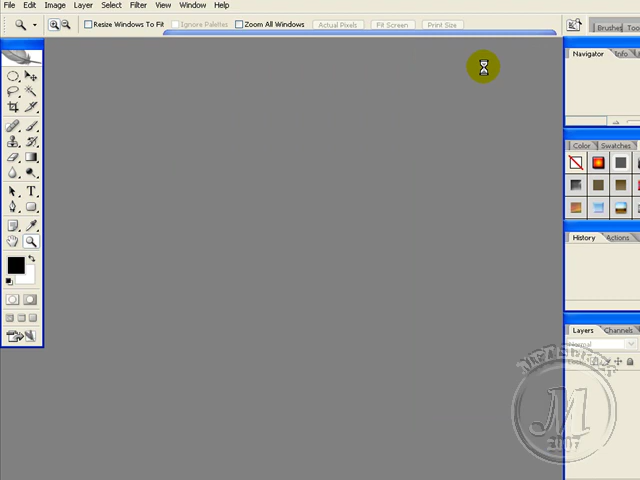 File Edit Image Layer Select Filter View Window Help
Resize Windows To Fit Ignore Palettes Zoom All Windows Actual Pixels Fit Screen Print Size Brushes
Navigator Info
Color Swatches
T
History Actions
Layers Channels
Normal
M
2007